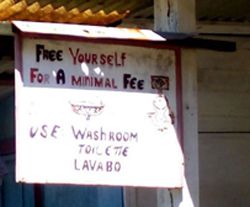 FREE YOURSELF
FOR A MINIMAL FEE
USE WASHROOM
TOILETTE
LAVABO